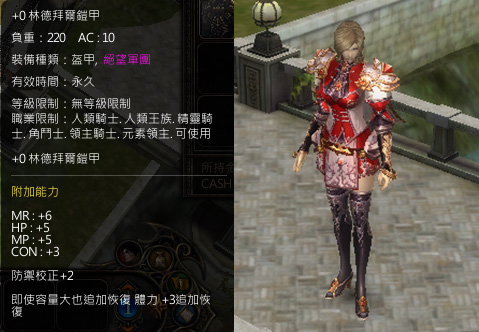 +0 林德拜爾鎧甲
負重：220 AC：10
裝備種類：盔甲, 絕望軍團
有效時間：永久
等級限制：無等級限制
職業限制：人類騎士.人類王族.精靈騎
士.角鬥士.領主騎士.元素領主.可使用
+0 林德拜爾鎧甲
附加能力
MR: +6
HP: +5
MP: +5
CON: +3
防禦校正+2
即使容量大也追加恢復 體力 +3追加恢
復
CASH